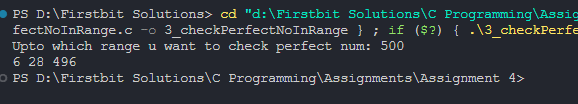 PS D:\Firstbit Solutions> cd "d:\Firstbit Solutions\C Programming\Assig
fectNoInRange.c -o 3_checkPerfectNoInRange } ; if ($?) { .\3_checkPerfe
Upto which range u want to check perfect num: 500
6 28 496
PS D:\Firstbit Solutions\C Programming\Assignments\Assignment 4>